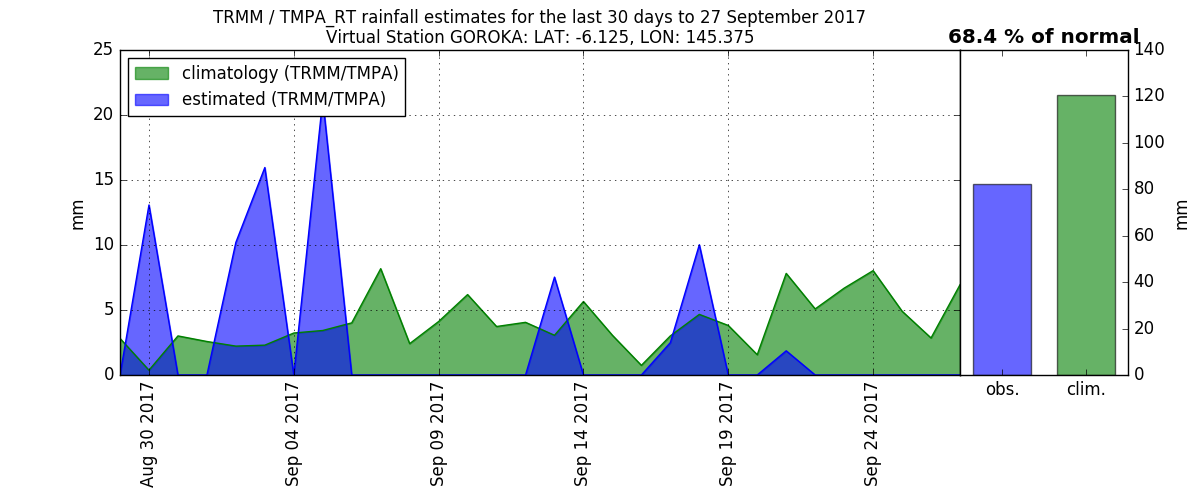 TRMM / TMPA_RT rainfall estimates for the last 30 days to 27 September 2017
Virtual Station GOROKA: LAT: -6.125, LON: 145.375
68.4 % of normal
climatology (TRMM/TMPA)
estimated (TRMM/TMPA)
25
20
15
10
5
0
mm
Aug 30 2017
Sep 04 2017
Sep 09 2017
Sep 14 2017
Sep 19 2017
Sep 24 2017
obs.
clim.
140
120
100
80
60
40
20
0
mm